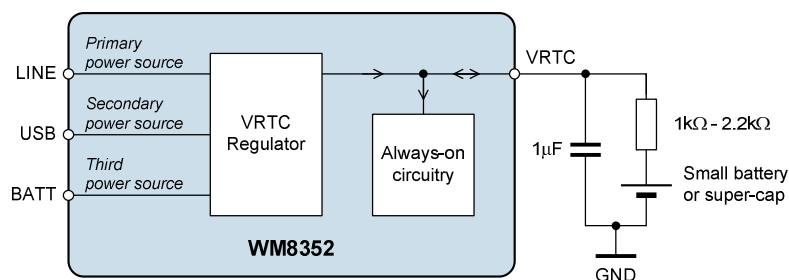 Primary
power source
LINE
VRTC
Secondary
power source
USB
VRTC
Regulator
Always-on
circuitry
1µF
1kΩ - 2.2kΩ
Third
power source
BATT
Small battery
or super-cap
WM8352
GND